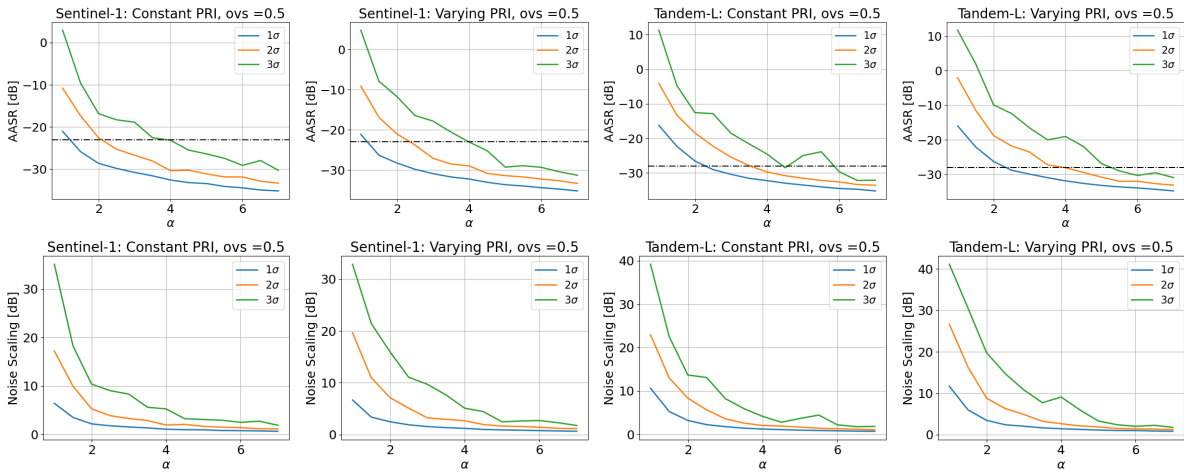 Sentinel-1: Constant PRI, ovs =0.5
AASR [dB]
0
−10
−20
−30
2
4
6
α
1σ
2σ
3σ
Sentinel-1: Varying PRI, ovs =0.5
AASR [dB]
0
−10
−20
−30
2
4
6
α
1σ
2σ
3σ
Tandem-L: Constant PRI, ovs =0.5
AASR [dB]
10
0
−10
−20
−30
2
4
6
α
1σ
2σ
3σ
Tandem-L: Varying PRI, ovs =0.5
AASR [dB]
10
0
−10
−20
−30
2
4
6
α
1σ
2σ
3σ
Sentinel-1: Constant PRI, ovs =0.5
Noise Scaling [dB]
30
20
10
0
2
4
6
α
1σ
2σ
3σ
Sentinel-1: Varying PRI, ovs =0.5
Noise Scaling [dB]
30
20
10
0
2
4
6
α
1σ
2σ
3σ
Tandem-L: Constant PRI, ovs =0.5
Noise Scaling [dB]
40
30
20
10
0
2
4
6
α
1σ
2σ
3σ
Tandem-L: Varying PRI, ovs =0.5
Noise Scaling [dB]
40
30
20
10
0
2
4
6
α
1σ
2σ
3σ